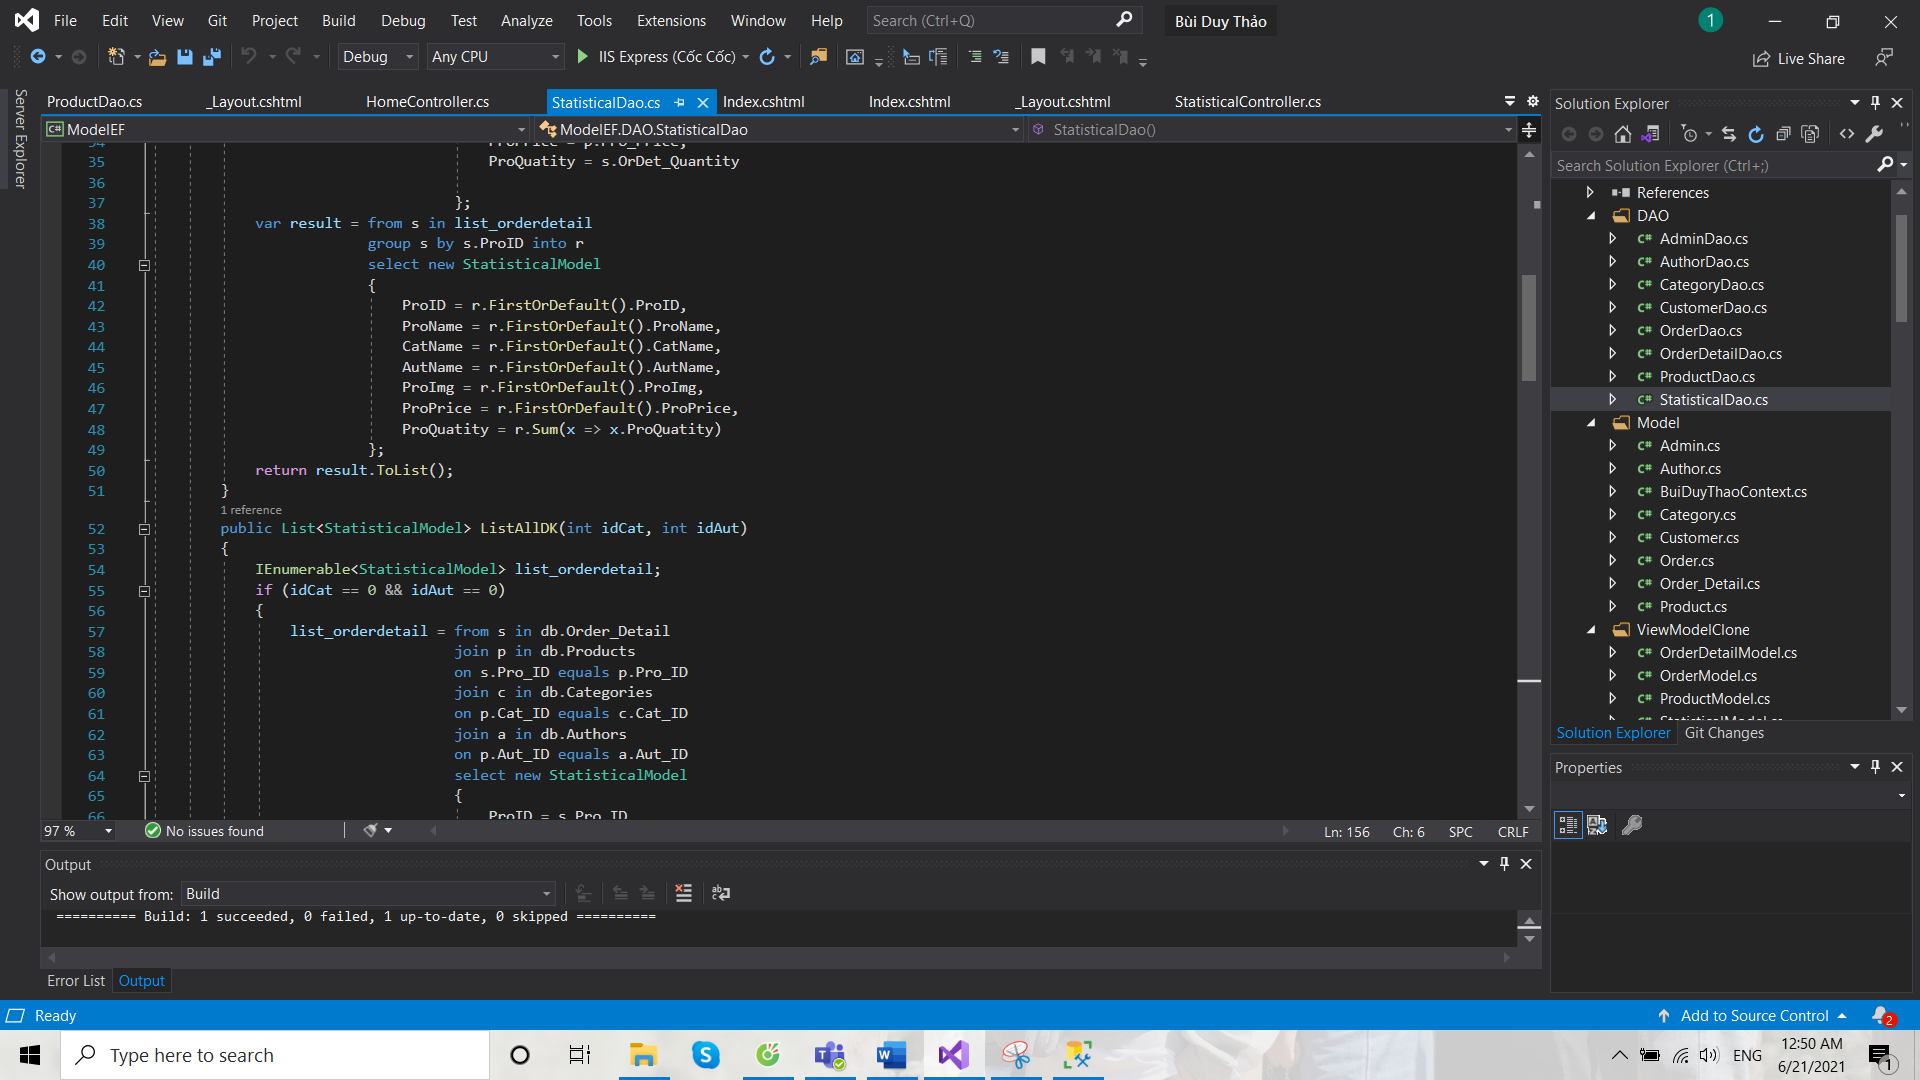 File Edit View Git Project Build Debug Test Analyze Tools Extensions Window Help Search (Ctrl+Q) Bùi Duy Thảo 1
Debug Any CPU IIS Express (Cốc Cốc) Live Share
Server Explorer
ProductDao.cs _Layout.cshtml HomeController.cs StatisticalDao.cs Index.cshtml Index.cshtml _Layout.cshtml StatisticalController.cs
ModelEF ModelEF.DAO.StatisticalDao StatisticalDao()
34 ProPrice = p.Pro_Price,
35 ProQuatity = s.OrDet_Quantity
36
37 };
38 var result = from s in list_orderdetail
39 group s by s.ProID into r
40 select new StatisticalModel
41 {
42 ProID = r.FirstOrDefault().ProID,
43 ProName = r.FirstOrDefault().ProName,
44 CatName = r.FirstOrDefault().CatName,
45 AutName = r.FirstOrDefault().AutName,
46 ProImg = r.FirstOrDefault().ProImg,
47 ProPrice = r.FirstOrDefault().ProPrice,
48 ProQuatity = r.Sum(x => x.ProQuatity)
49 };
50 return result.ToList();
51 }
1 reference
52 public List<StatisticalModel> ListAllDK(int idCat, int idAut)
53 {
54 IEnumerable<StatisticalModel> list_orderdetail;
55 if (idCat == 0 && idAut == 0)
56 {
57 list_orderdetail = from s in db.Order_Detail
58 join p in db.Products
59 on s.Pro_ID equals p.Pro_ID
60 join c in db.Categories
61 on p.Cat_ID equals c.Cat_ID
62 join a in db.Authors
63 on p.Aut_ID equals a.Aut_ID
64 select new StatisticalModel
65 {
66 ProID = s.Pro_ID
97 % No issues found Ln: 156 Ch: 6 SPC CRLF
Output
Show output from: Build
========== Build: 1 succeeded, 0 failed, 1 up-to-date, 0 skipped ==========
Error List Output
Solution Explorer
Search Solution Explorer (Ctrl+;)
References
DAO
C# AdminDao.cs
C# AuthorDao.cs
C# CategoryDao.cs
C# CustomerDao.cs
C# OrderDao.cs
C# OrderDetailDao.cs
C# ProductDao.cs
C# StatisticalDao.cs
Model
C# Admin.cs
C# Author.cs
C# BuiDuyThaoContext.cs
C# Category.cs
C# Customer.cs
C# Order.cs
C# Order_Detail.cs
C# Product.cs
ViewModelClone
C# OrderDetailModel.cs
C# OrderModel.cs
C# ProductModel.cs
C# StatisticalModel.cs
Solution Explorer Git Changes
Properties
Ready Add to Source Control 2
Type here to search ENG 12:50 AM
6/21/2021 1